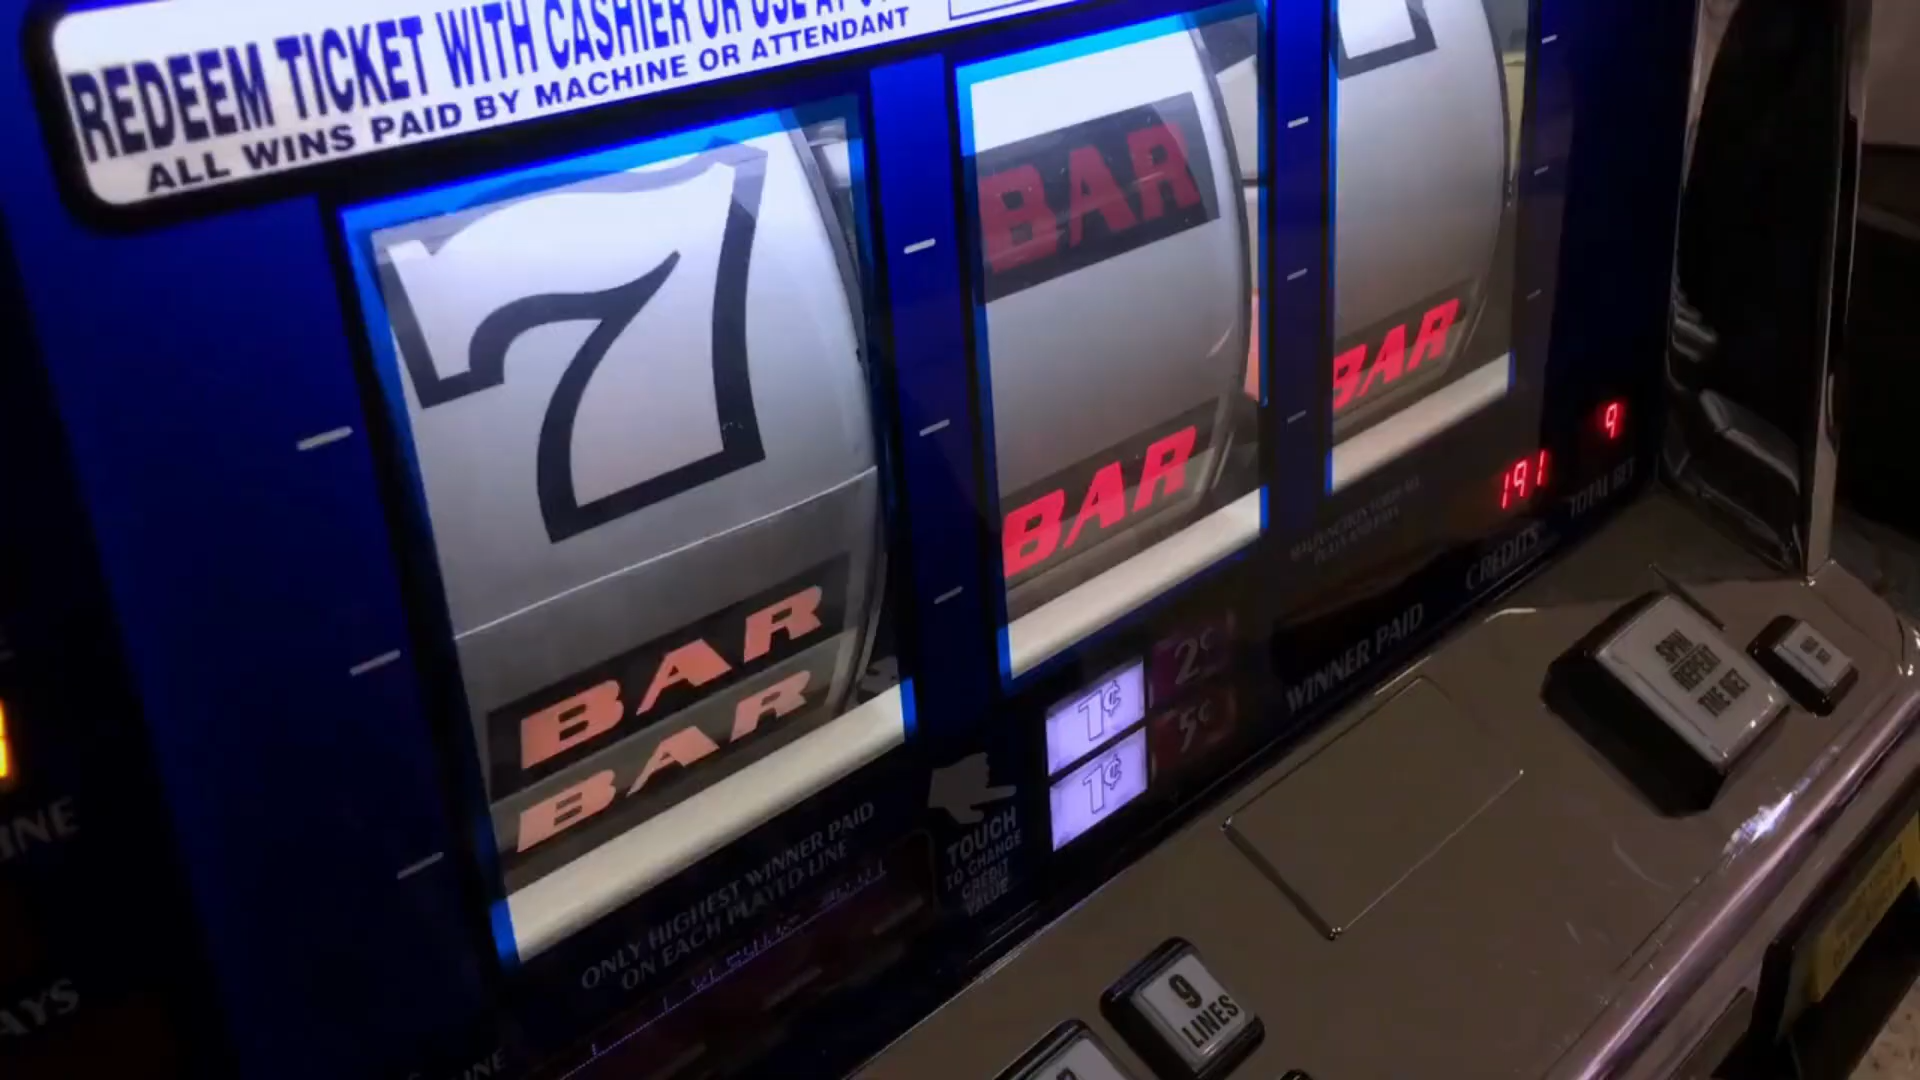 REDEEM TICKET WITH CASHIER OR USE AT
ALL WINS PAID BY MACHINE OR ATTENDANT
7
BAR
BAR
BAR
BAR
BAR
9
191
TOTAL BET
CREDITS
WINNER PAID
1¢
2¢
1¢
5¢
TOUCH
TO CHANGE
CREDIT
VALUE
ONLY HIGHEST WINNER PAID
ON EACH PLAYED LINE
SPIN
REPEAT
THE BET
9
LINES